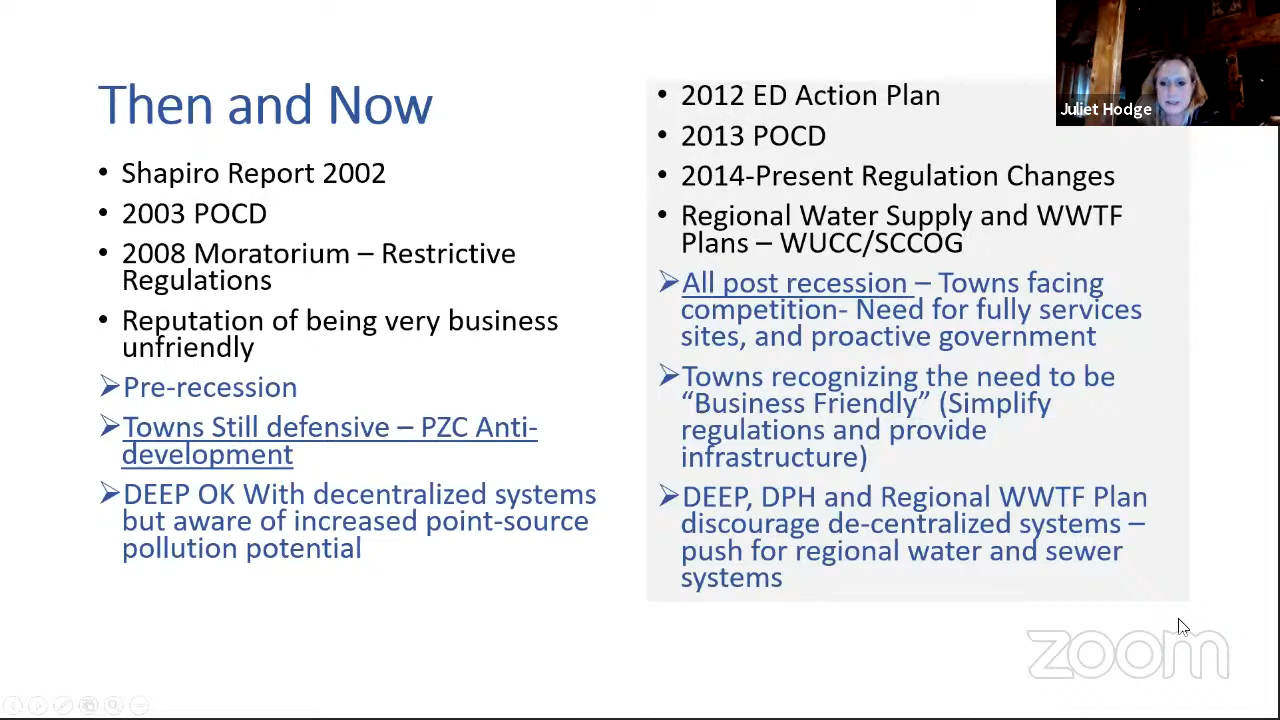 Then and Now
• Shapiro Report 2002
• 2003 POCD
• 2008 Moratorium – Restrictive
Regulations
• Reputation of being very business
unfriendly
➢Pre-recession
➢Towns Still defensive – PZC Anti-
development
➢DEEP OK With decentralized systems
but aware of increased point-source
pollution potential
• 2012 ED Action Plan
• 2013 POCD
• 2014-Present Regulation Changes
• Regional Water Supply and WWTF
Plans – WUCC/SCCOG
➢All post recession – Towns facing
competition- Need for fully services
sites, and proactive government
➢Towns recognizing the need to be
“Business Friendly” (Simplify
regulations and provide
infrastructure)
➢DEEP, DPH and Regional WWTF Plan
discourage de-centralized systems –
push for regional water and sewer
systems
Juliet Hodge
zoom